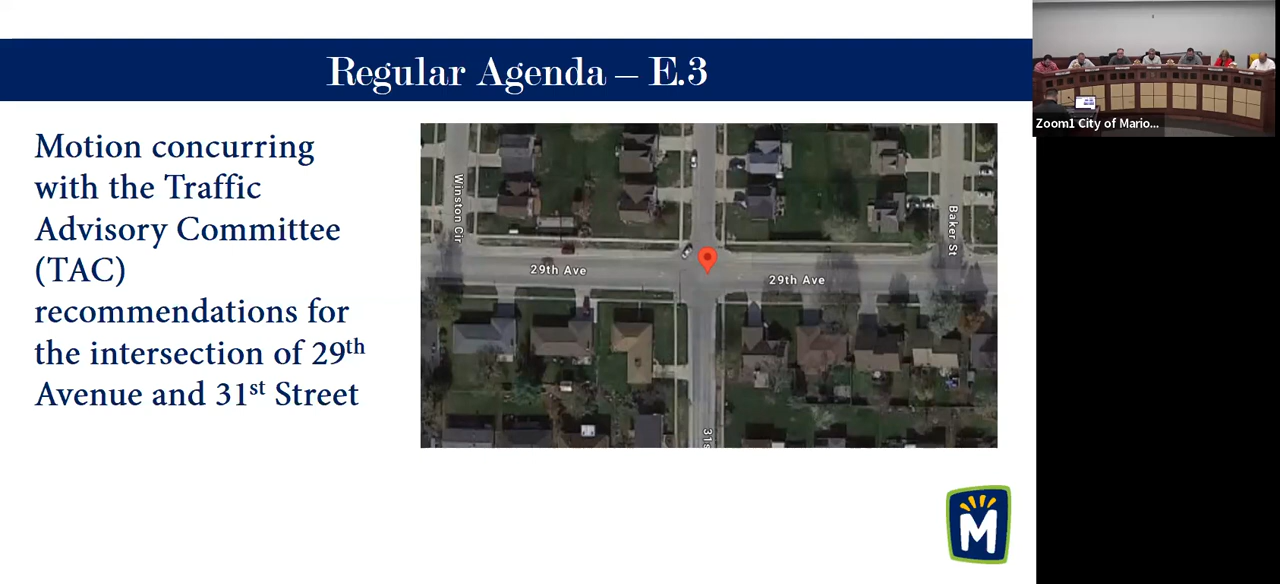 Regular Agenda – E.3
Motion concurring
with the Traffic
Advisory Committee
(TAC)
recommendations for
the intersection of 29th
Avenue and 31st Street
Winston Cir
29th Ave
29th Ave
Baker St
31s
M
Zoom1 City of Mario...